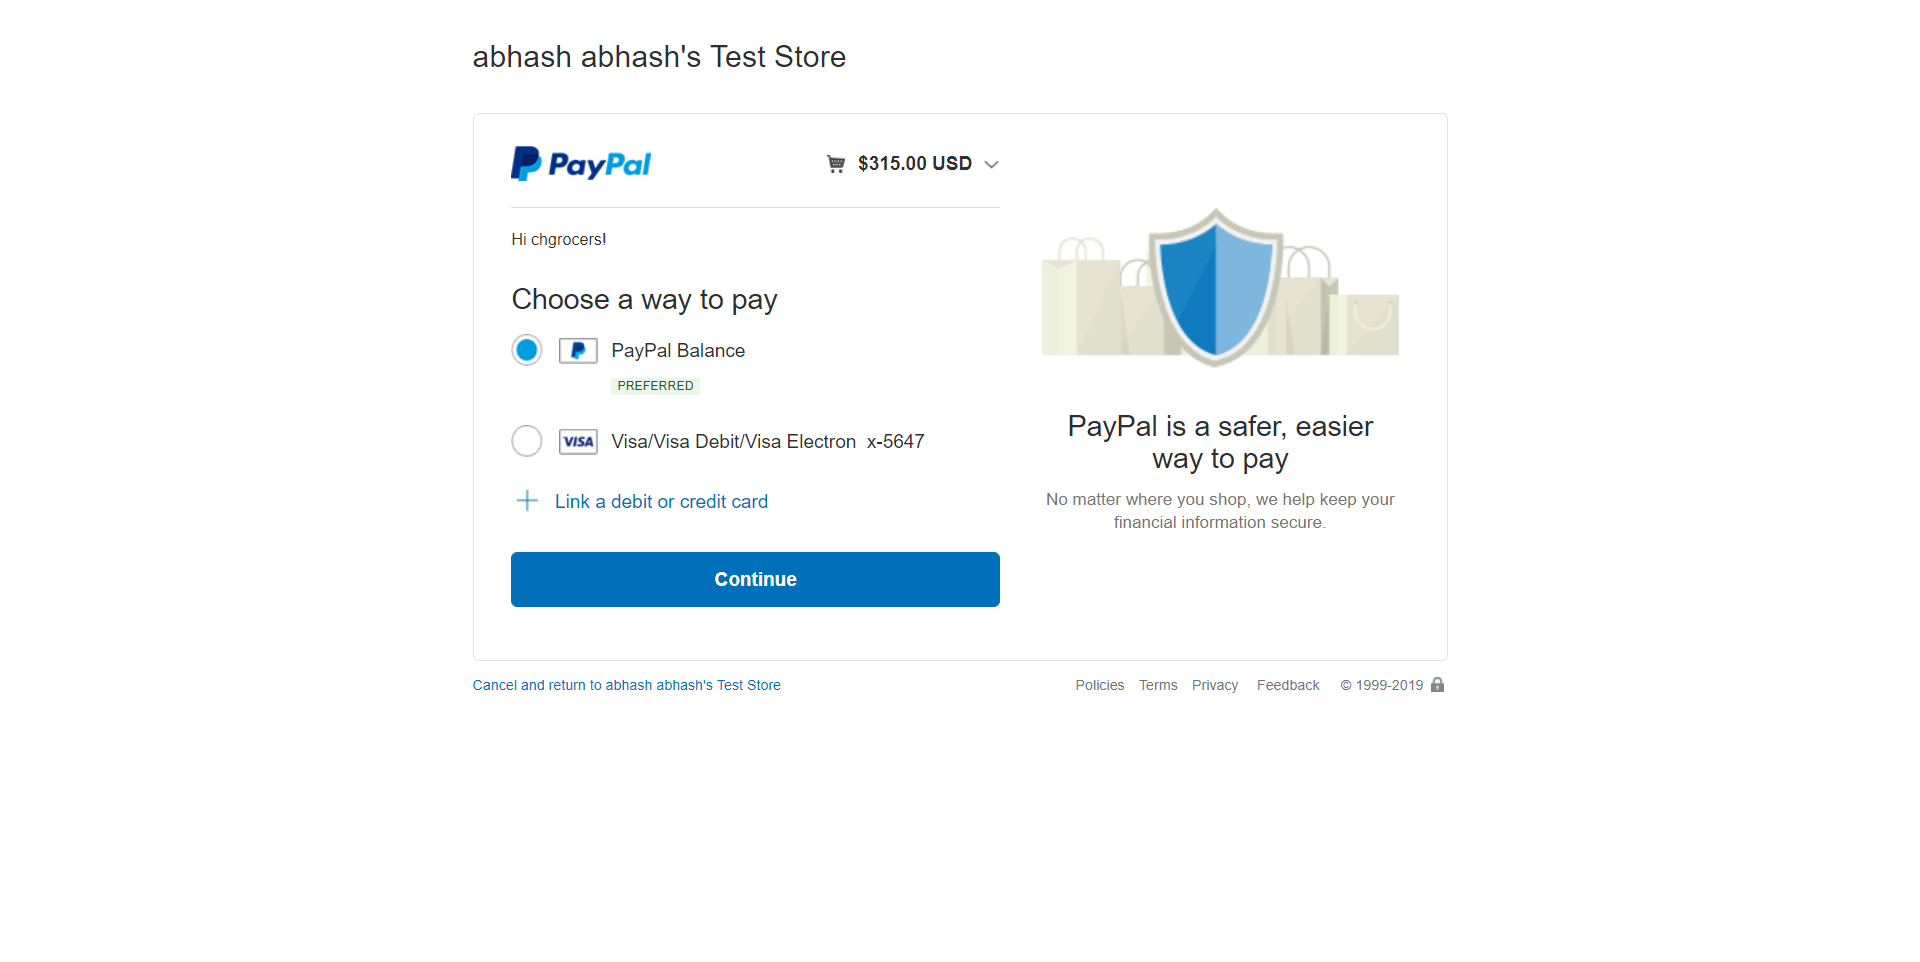 abhash abhash's Test Store
PayPal
$315.00 USD
Hi chgrocers!
Choose a way to pay
PayPal Balance
PREFERRED
VISA
Visa/Visa Debit/Visa Electron x-5647
Link a debit or credit card
Continue
PayPal is a safer, easier
way to pay
No matter where you shop, we help keep your
financial information secure.
Cancel and return to abhash abhash's Test Store
Policies Terms Privacy Feedback © 1999-2019